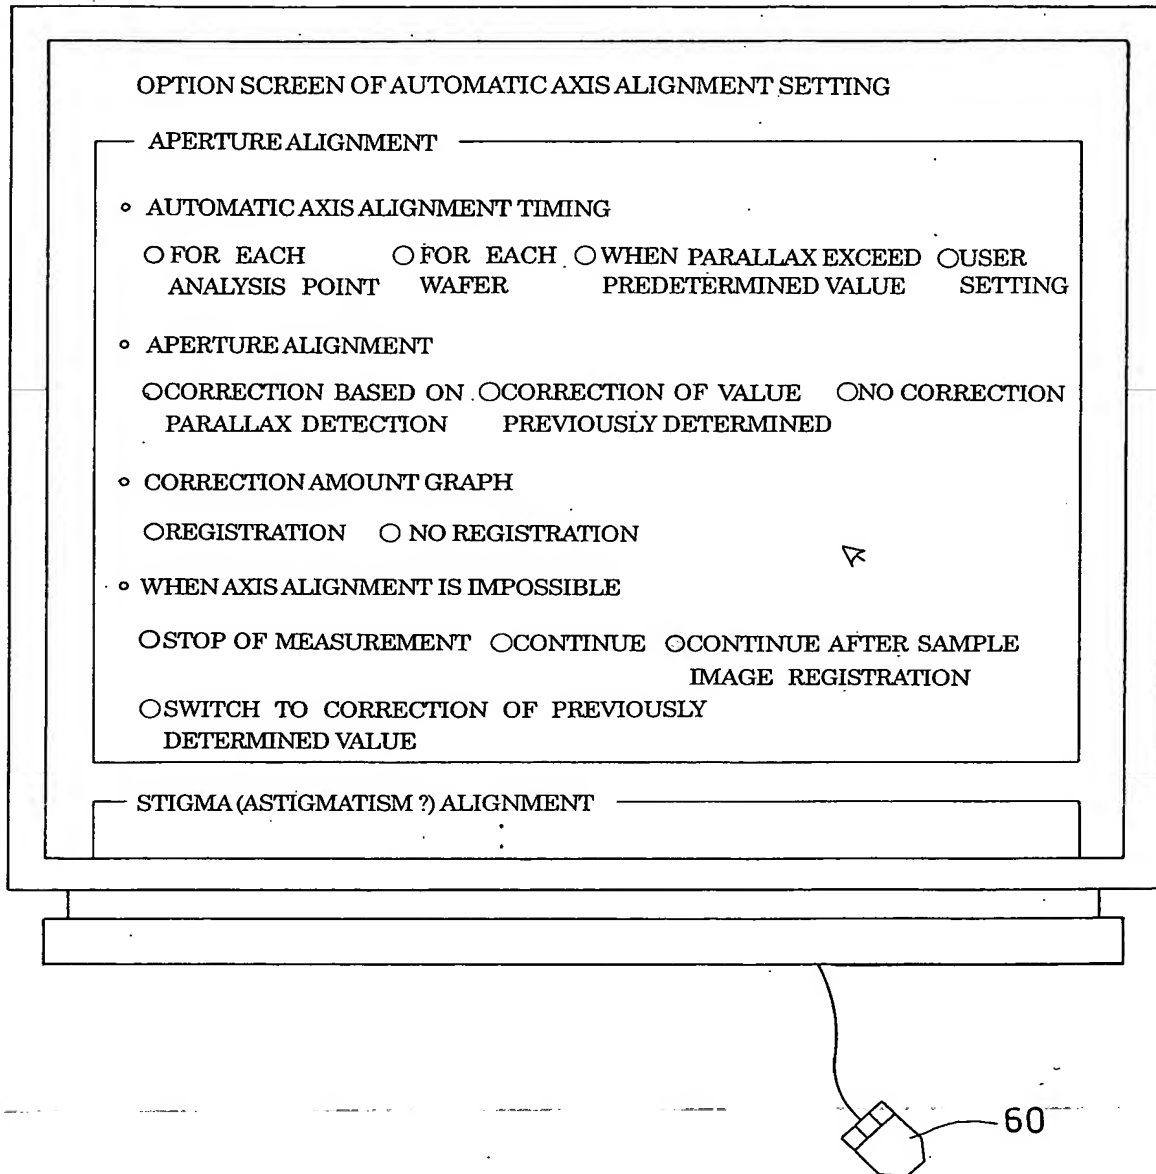 OPTION SCREEN OF AUTOMATIC AXIS ALIGNMENT SETTING
APERTURE ALIGNMENT
AUTOMATIC AXIS ALIGNMENT TIMING
FOR EACH ANALYSIS POINT
FOR EACH WAFER
WHEN PARALLAX EXCEED PREDETERMINED VALUE
USER SETTING
APERTURE ALIGNMENT
CORRECTION BASED ON PARALLAX DETECTION
CORRECTION OF VALUE PREVIOUSLY DETERMINED
NO CORRECTION
CORRECTION AMOUNT GRAPH
REGISTRATION
NO REGISTRATION
WHEN AXIS ALIGNMENT IS IMPOSSIBLE
STOP OF MEASUREMENT
CONTINUE
CONTINUE AFTER SAMPLE IMAGE REGISTRATION
SWITCH TO CORRECTION OF PREVIOUSLY
DETERMINED VALUE
STIGMA (ASTIGMATISM ?) ALIGNMENT
60